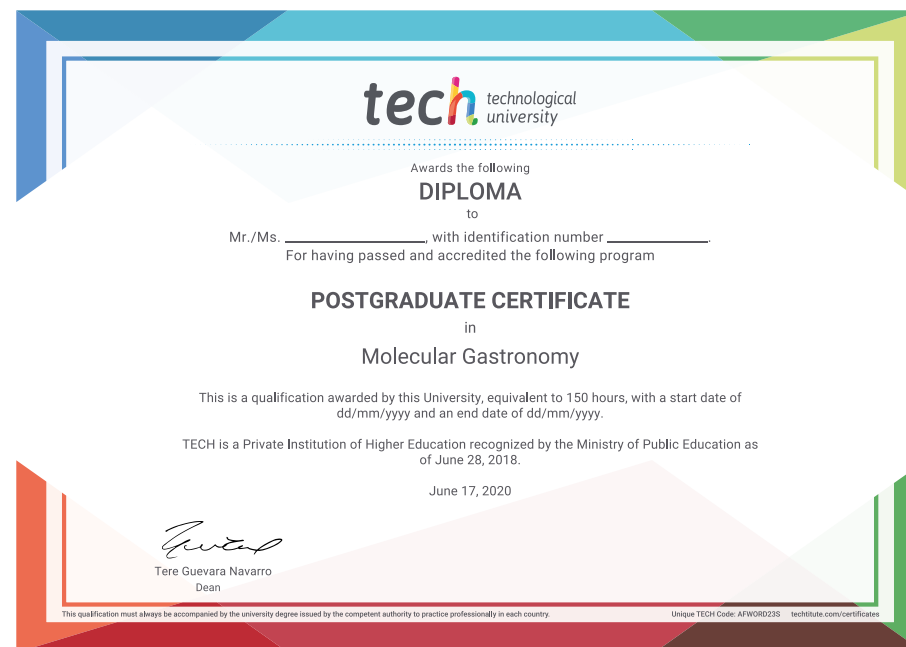 tech technological
university
Awards the following
DIPLOMA
to
Mr./Ms. ____________, with identification number ____________.
For having passed and accredited the following program
POSTGRADUATE CERTIFICATE
in
Molecular Gastronomy
This is a qualification awarded by this University, equivalent to 150 hours, with a start date of
dd/mm/yyyy and an end date of dd/mm/yyyy.
TECH is a Private Institution of Higher Education recognized by the Ministry of Public Education as
of June 28, 2018.
June 17, 2020
Tere Guevara Navarro
Dean
This qualification must always be accompanied by the university degree issued by the competent authority to practice professionally in each country.
Unique TECH Code: AFWORD23S techtitute.com/certificates